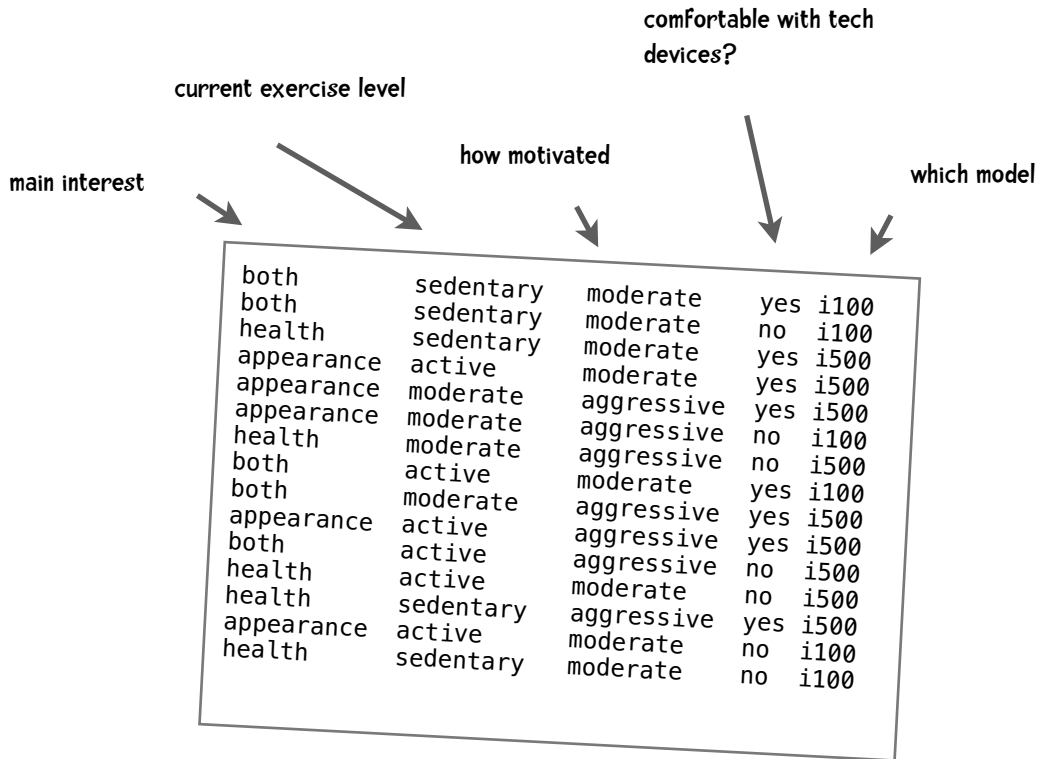 comfortable with tech
devices?
current exercise level
how motivated
main interest
which model
both sedentary moderate yes i100
both sedentary moderate no i100
health sedentary moderate yes i500
appearance active moderate yes i500
appearance moderate aggressive yes i500
appearance moderate aggressive no i100
health moderate aggressive no i500
both active moderate yes i100
both moderate aggressive yes i500
appearance active aggressive yes i500
both active aggressive no i500
health active moderate no i500
health sedentary aggressive yes i500
appearance active moderate no i100
health sedentary moderate no i100